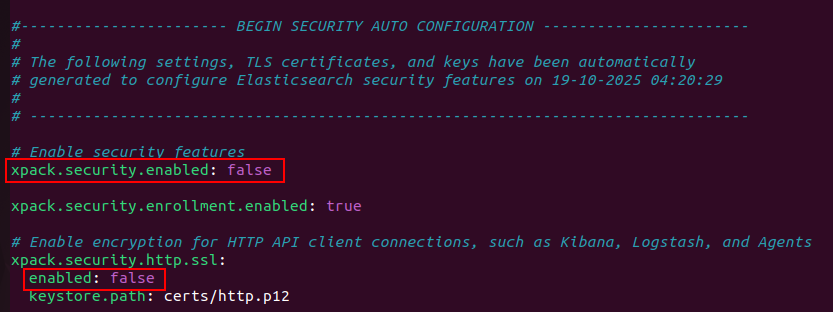 #----------------------- BEGIN SECURITY AUTO CONFIGURATION -----------------------
#
# The following settings, TLS certificates, and keys have been automatically
# generated to configure Elasticsearch security features on 19-10-2025 04:20:29
#
# --------------------------------------------------------------------------------
# Enable security features
xpack.security.enabled: false
xpack.security.enrollment.enabled: true
# Enable encryption for HTTP API client connections, such as Kibana, Logstash, and Agents
xpack.security.http.ssl:
  enabled: false
  keystore.path: certs/http.p12